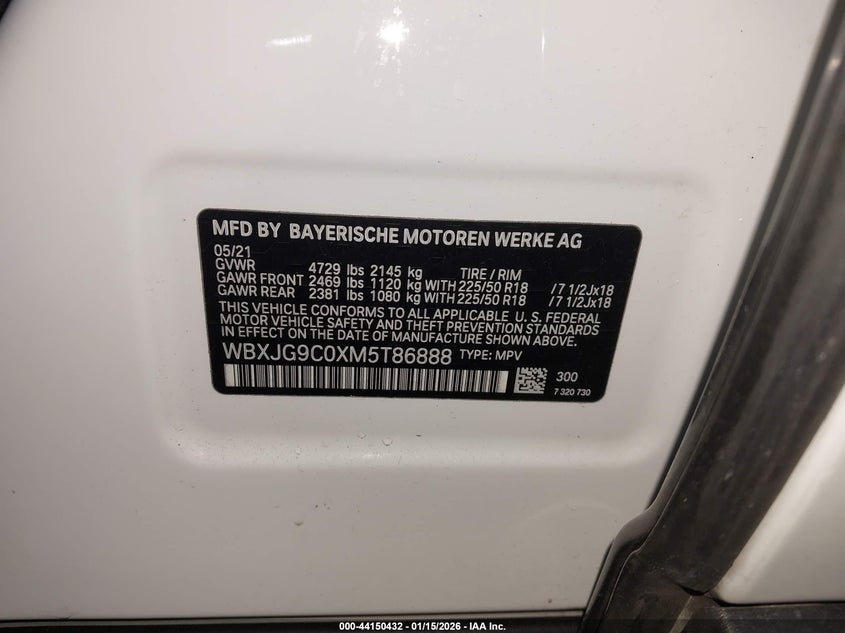 MFD BY BAYERISCHE MOTOREN WERKE AG
05/21
GVWR 4729 lbs 2145 kg TIRE / RIM
GAWR FRONT 2469 lbs 1120 kg WITH 225/50 R18 /7 1/2Jx18
GAWR REAR 2381 lbs 1080 kg WITH 225/50 R18 /7 1/2Jx18
THIS VEHICLE CONFORMS TO ALL APPLICABLE U.S. FEDERAL
MOTOR VEHICLE SAFETY AND THEFT PREVENTION STANDARDS
IN EFFECT ON THE DATE OF MANUFACTURE SHOWN ABOVE.
WBXJG9C0XM5T86888 TYPE: MPV
300
7 320 730
000-44150432 - 01/15/2026 - IAA Inc.